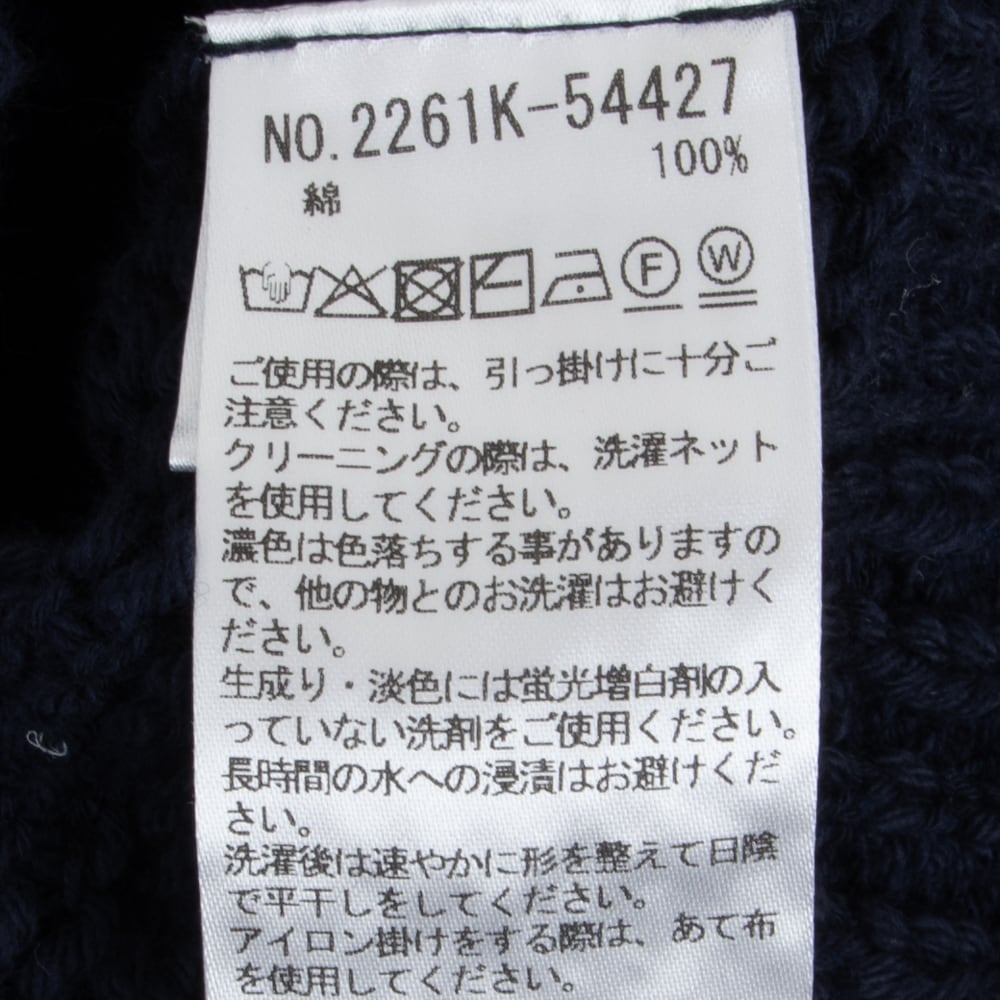 NO.2261K-54427
綿 100%
F W
ご使用の際は、引っ掛けに十分ご
注意ください。
クリーニングの際は、洗濯ネット
を使用してください。
濃色は色落ちする事がありますの
で、他の物とのお洗濯はお避けく
ださい。
生成り・淡色には蛍光増白剤の入
っていない洗剤をご使用ください。
長時間の水への浸漬はお避けくだ
さい。
洗濯後は速やかに形を整えて日陰
で平干しをしてください。
アイロン掛けをする際は、あて布
を使用してください。